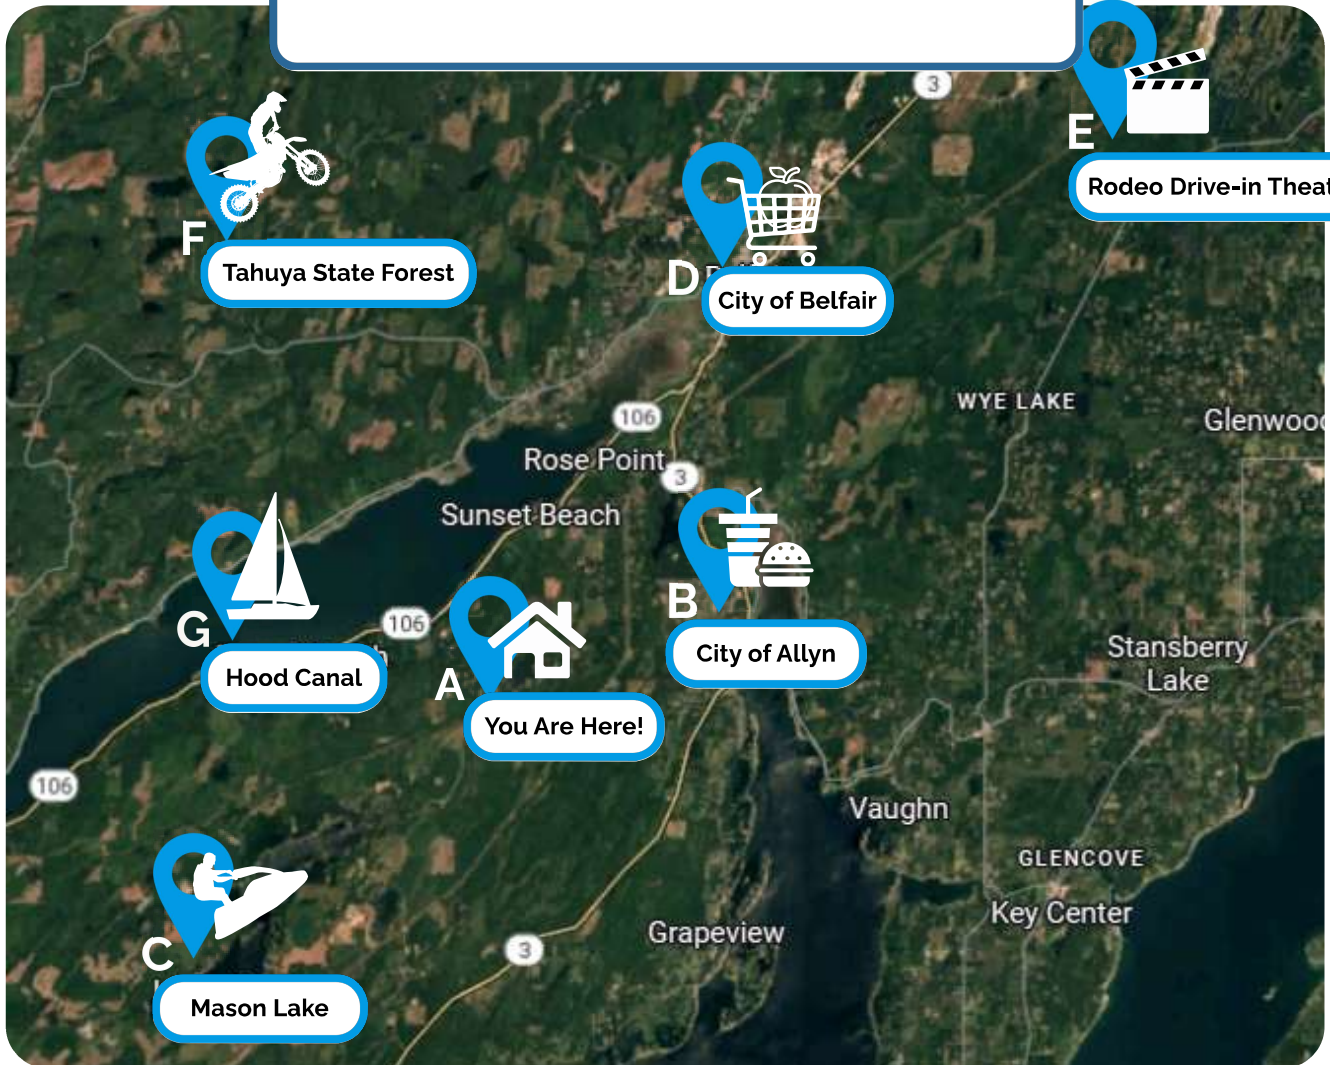 3
E
Rodeo Drive-in Theat
F
Tahuya State Forest
D
City of Belfair
WYE LAKE
Glenwood
106
Rose Point
3
Sunset Beach
G
106
B
Hood Canal
A
City of Allyn
Stansberry
Lake
You Are Here!
106
Vaughn
GLENCOVE
Key Center
Grapeview
3
C
Mason Lake